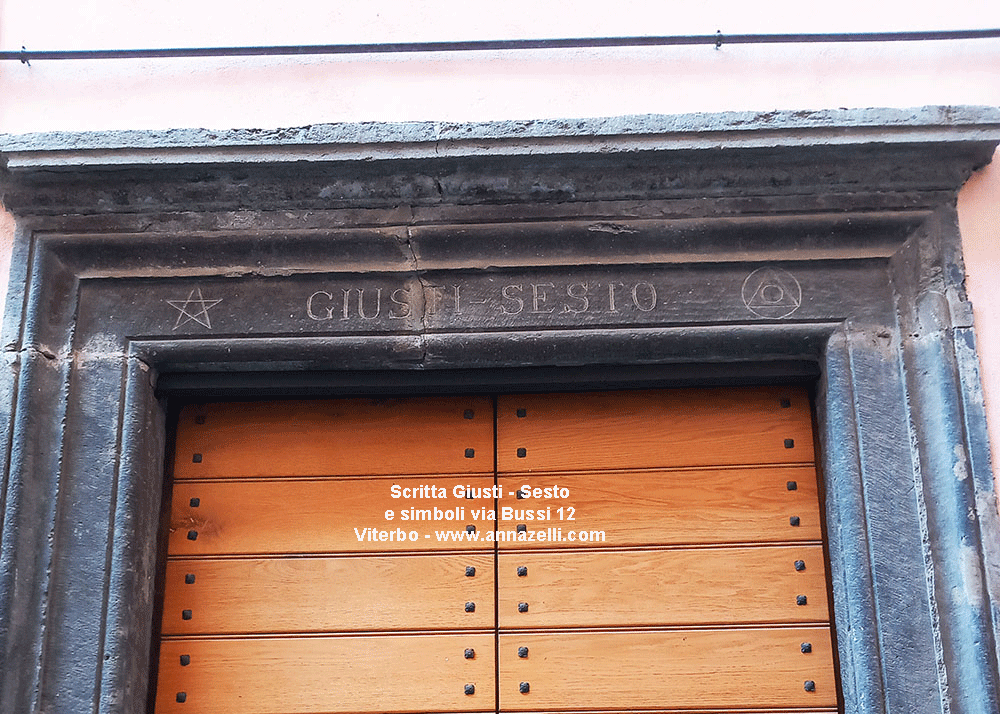 GIUSTI - SESTO
Scritta Giusti - Sesto
e simboli via Bussi 12
Viterbo - www.annazelli.com